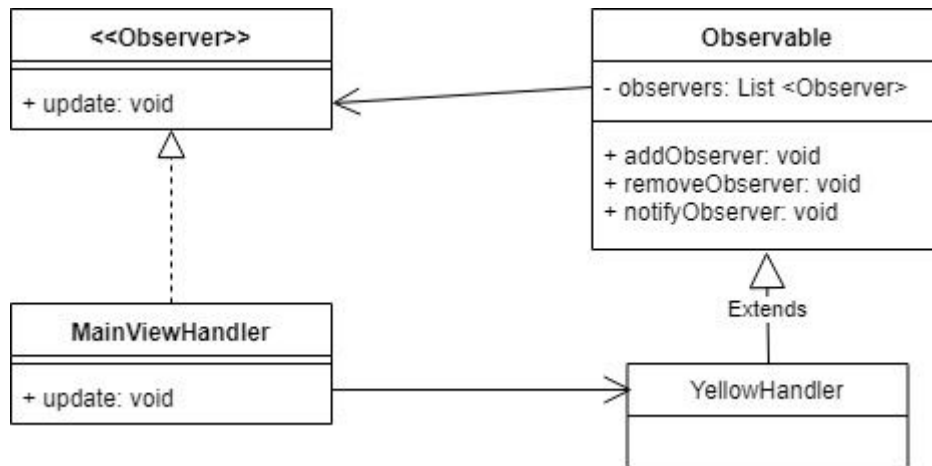 <<Observer>>
+ update: void
Observable
- observers: List <Observer>
+ addObserver: void
+ removeObserver: void
+ notifyObserver: void
Extends
MainViewHandler
+ update: void
YellowHandler